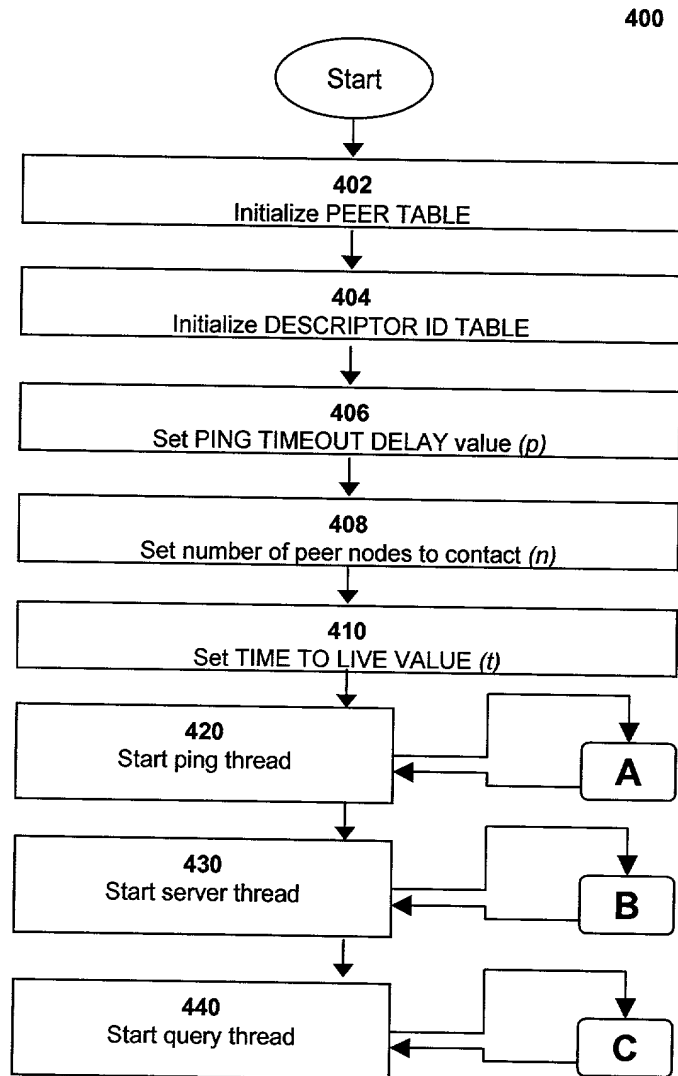 400
Start
402
Initialize PEER TABLE
404
Initialize DESCRIPTOR ID TABLE
406
Set PING TIMEOUT DELAY value (p)
408
Set number of peer nodes to contact (n)
410
Set TIME TO LIVE VALUE (t)
420
Start ping thread
A
430
Start server thread
B
440
Start query thread
C